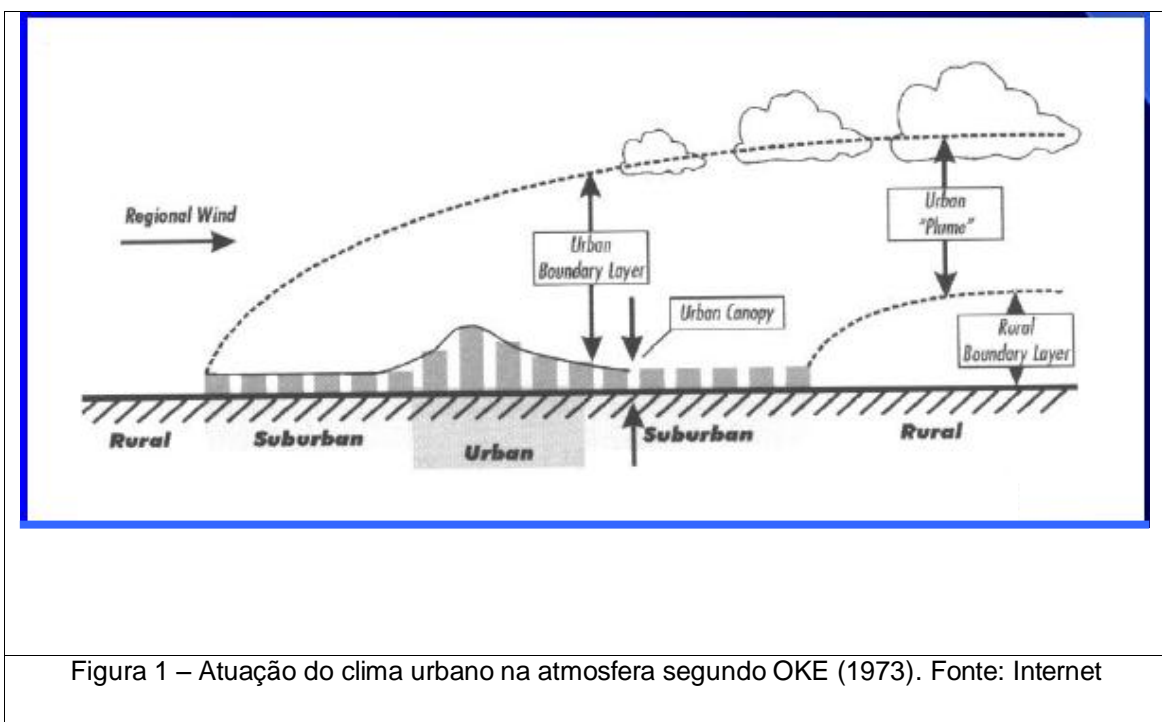 Regional Wind
Urban
Boundary Layer
Urban Canopy
Urban
"Plume"
Rural
Boundary Layer
Rural
Suburban
Urban
Suburban
Rural
Figura 1 – Atuação do clima urbano na atmosfera segundo OKE (1973). Fonte: Internet